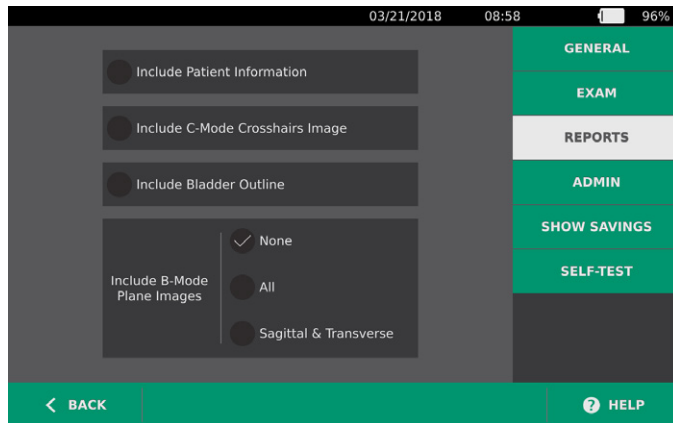 03/21/2018 08:58 96%
Include Patient Information
Include C-Mode Crosshairs Image
Include Bladder Outline
Include B-Mode
Plane Images
None
All
Sagittal & Transverse
GENERAL
EXAM
REPORTS
ADMIN
SHOW SAVINGS
SELF-TEST
BACK
? HELP